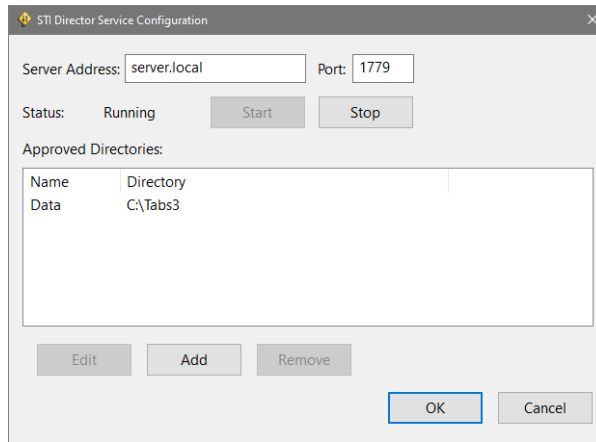 STI Director Service Configuration
Server Address: server.local Port: 1779
Status: Running Start Stop
Approved Directories:
Name Directory
Data C:\Tabs3
Edit Add Remove
OK Cancel